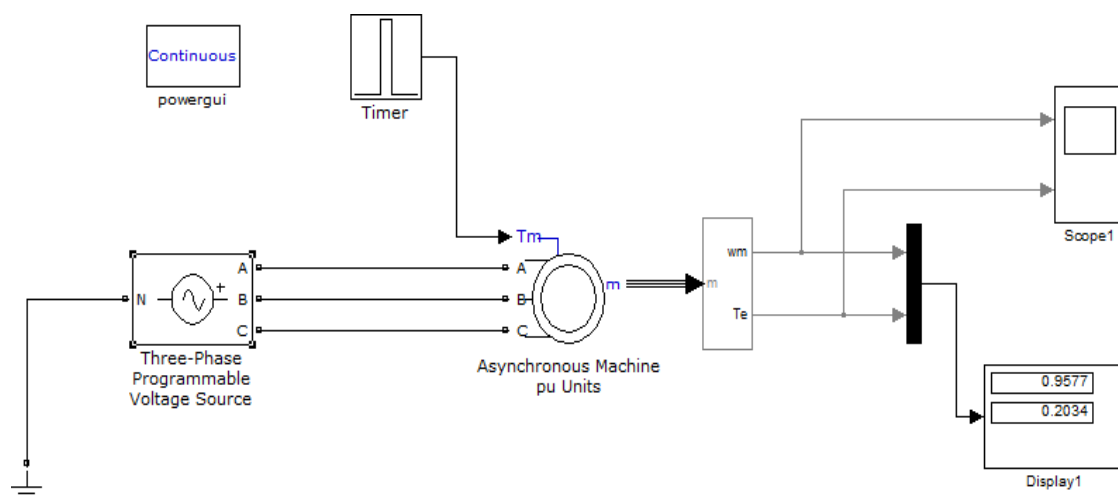 Continuous
powergui
Timer
Scope1
Tm
wm
A
A
m
m
N
+
B
B
Te
C
C
Three-Phase
Programmable
Voltage Source
Asynchronous Machine
pu Units
0.9577
0.2034
Display1